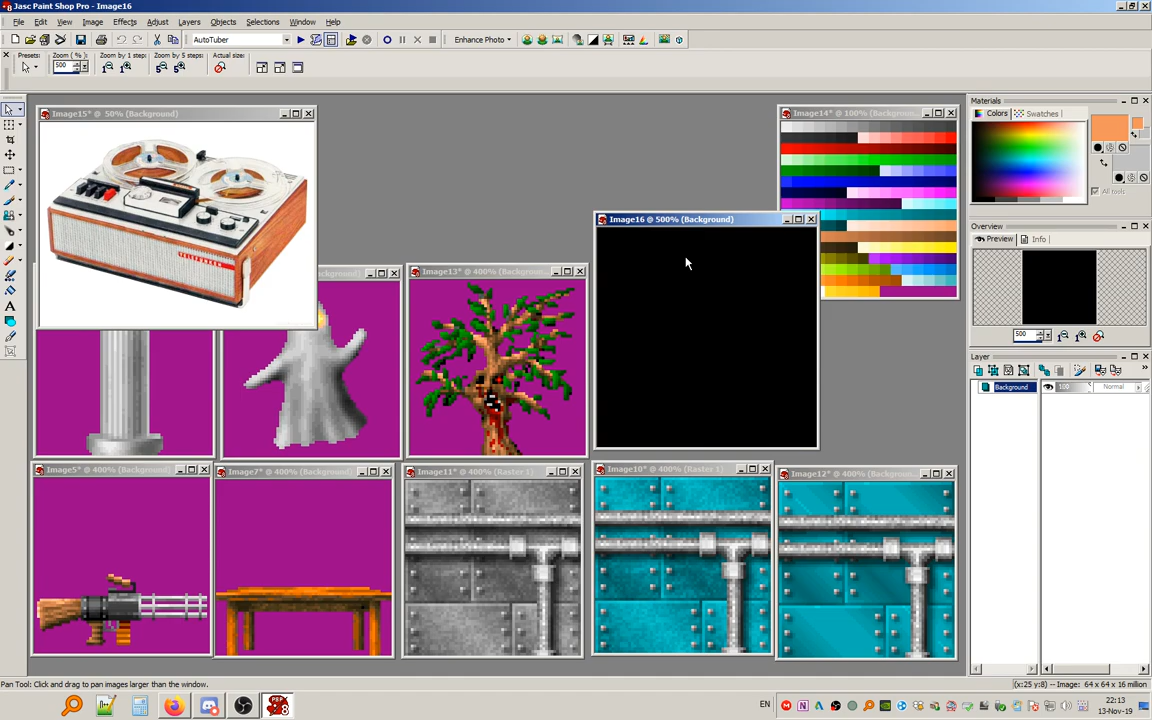 Jasc Paint Shop Pro - Image16
File Edit View Image Effects Adjust Layers Objects Selections Window Help
AutoTuber Enhance Photo
Presets: Zoom (%): Zoom by 1 step: Zoom by 5 steps: Actual size:
500
Image15* @ 50% (Background)
Image14* @ 100% (Backgroun...
Image16 @ 500% (Background)
Image13* @ 400% (Backgroun...
TELEFUNKEN
Image5* @ 400% (Background)
Image7* @ 400% (Background)
Image11* @ 400% (Raster 1)
Image10* @ 400% (Raster 1)
Image12* @ 400% (Backgroun...
Materials
Colors Swatches
All tools
Overview
Preview Info
500
Layer
Background 100 Normal
Pan Tool: Click and drag to pan images larger than the window.
(x:25 y:8) -- Image: 64 x 64 x 16 million
EN
22:13
13-Nov-19